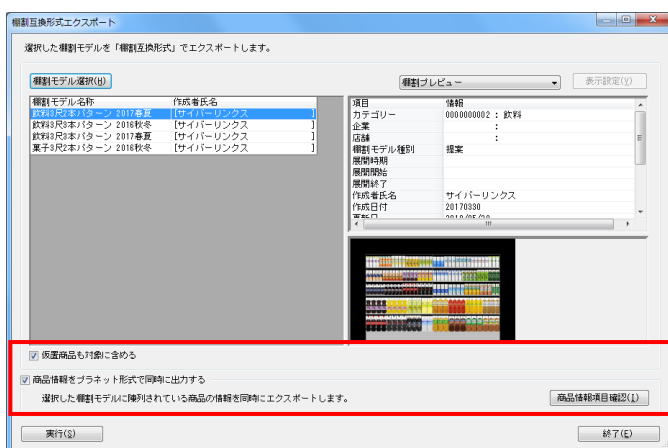 棚割互換形式エクスポート
選択した棚割モデルを「棚割互換形式」でエクスポートします。
棚割モデル選択(H)
棚割プレビュー
表示設定(V)
棚割モデル名称 作成者氏名
飲料3尺2本パターン 2017春夏 [サイバーリンクス ]
飲料3尺3本パターン 2016秋冬 [サイバーリンクス ]
飲料3尺3本パターン 2017春夏 [サイバーリンクス ]
菓子3尺2本パターン 2016秋冬 [サイバーリンクス ]
項目 情報
カテゴリー 0000000002 : 飲料
企業 :
店舗 :
棚割モデル種別 提案
展開時期
展開開始
展開終了
作成者氏名 サイバーリンクス
作成日付 20170330
仮置商品も対象に含める
商品情報をプラネット形式で同時に出力する
選択した棚割モデルに陳列されている商品の情報を同時にエクスポートします。
商品情報項目確認(I)
実行(S)
終了(E)